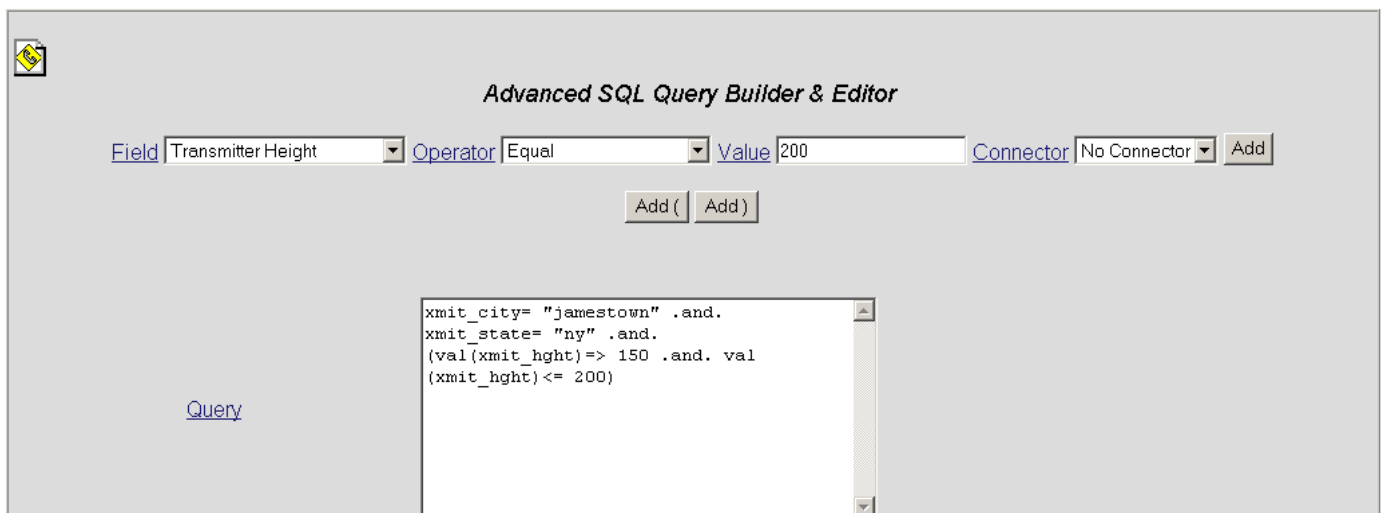 Advanced SQL Query Builder & Editor
Field Transmitter Height Operator Equal Value 200 Connector No Connector Add
Add ( Add )
xmit_city= "jamestown" .and.
xmit_state= "ny" .and.
(val(xmit_hght)=> 150 .and. val
(xmit_hght)<= 200)
Query